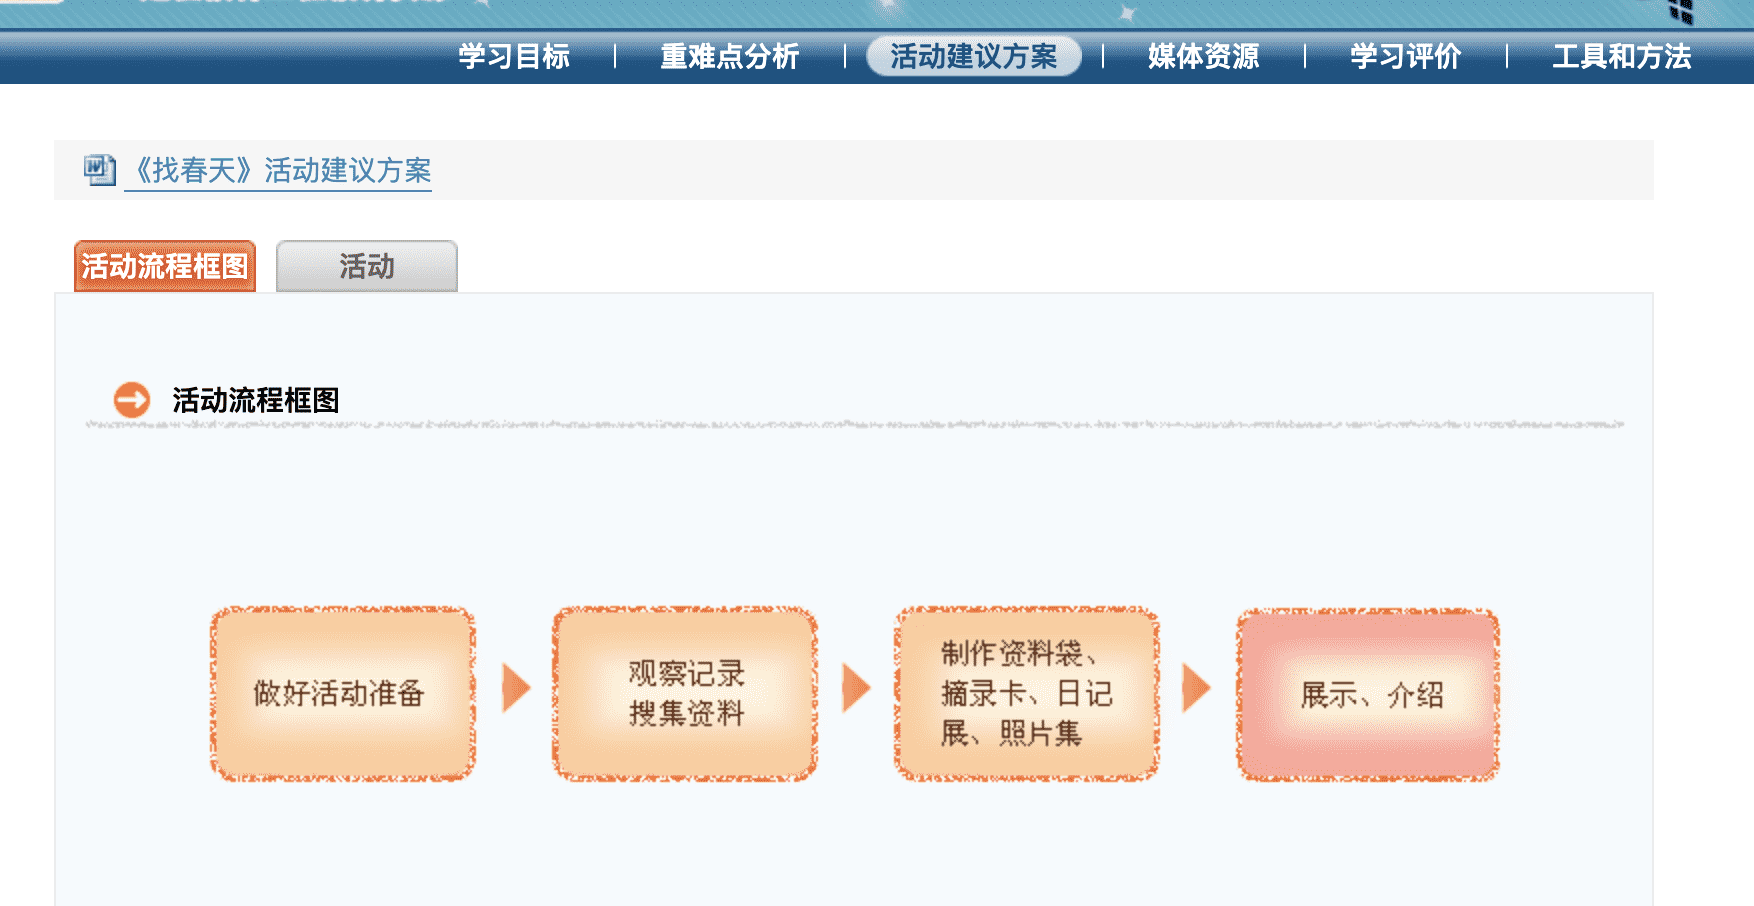 学习目标
重难点分析
活动建议方案
媒体资源
学习评价
工具和方法
《找春天》活动建议方案
活动流程框图
活动
活动流程框图
做好活动准备
观察记录
搜集资料
制作资料袋、
摘录卡、日记
展、照片集
展示、介绍